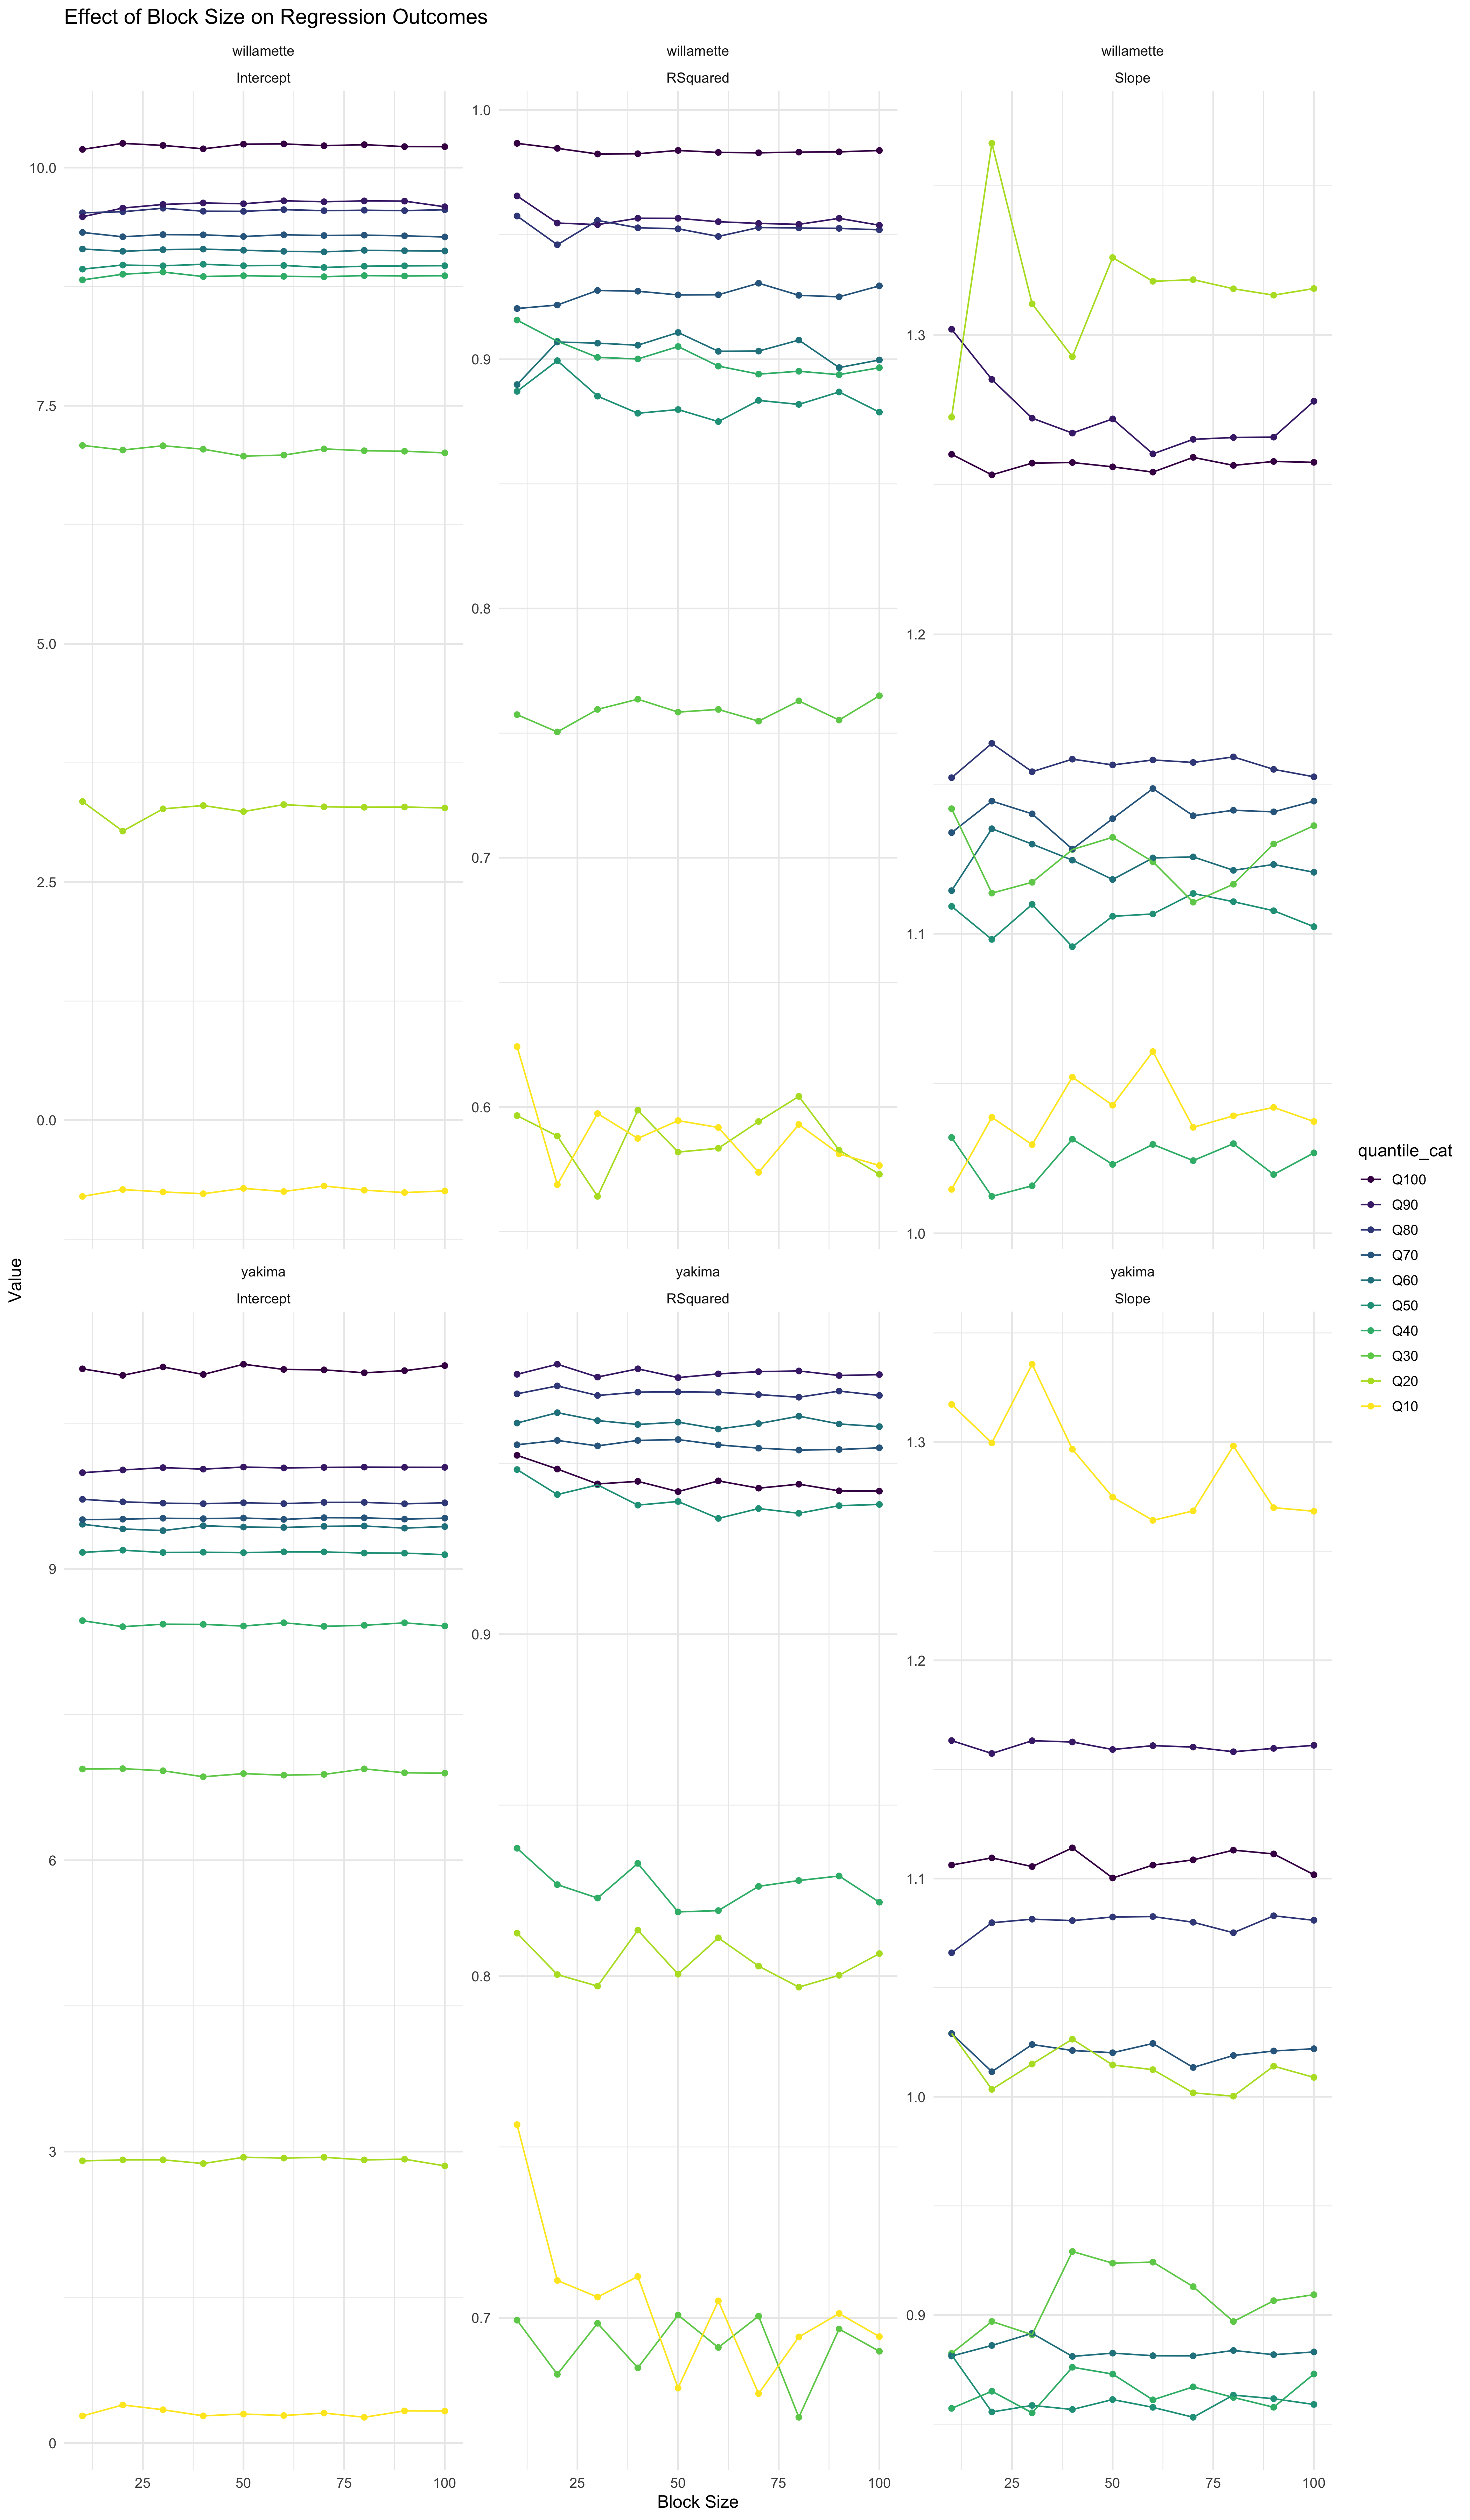 Effect of Block Size on Regression Outcomes
willamette
Intercept
willamette
RSquared
willamette
Slope
10.0
7.5
5.0
2.5
0.0
1.0
0.9
0.8
0.7
0.6
1.3
1.2
1.1
1.0
Value
yakima
Intercept
yakima
RSquared
yakima
Slope
9
6
3
0
0.9
0.8
0.7
1.3
1.2
1.1
1.0
0.9
25 50 75 100
25 50 75 100
25 50 75 100
Block Size
quantile_cat
Q100
Q90
Q80
Q70
Q60
Q50
Q40
Q30
Q20
Q10